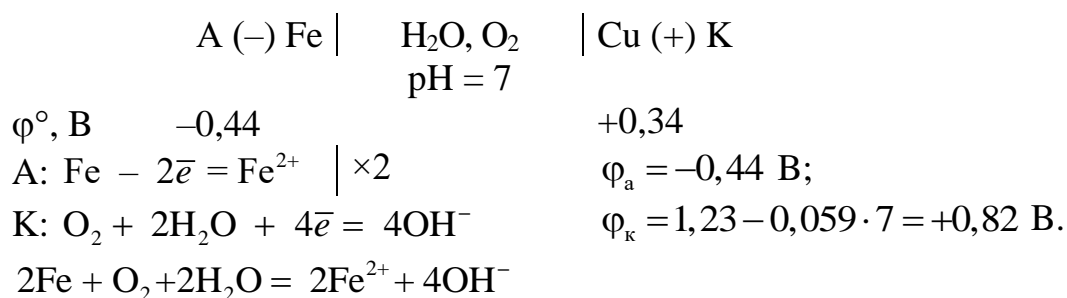 A (–) Fe | H₂O, O₂ | Cu (+) K
pH = 7
φ°, В –0,44 +0,34
А: Fe – 2e̅ = Fe²⁺ | ×2 φₐ = –0,44 В;
К: O₂ + 2H₂O + 4e̅ = 4OH⁻ φₖ = 1,23 – 0,059 · 7 = +0,82 В.
2Fe + O₂ +2H₂O = 2Fe²⁺ + 4OH⁻